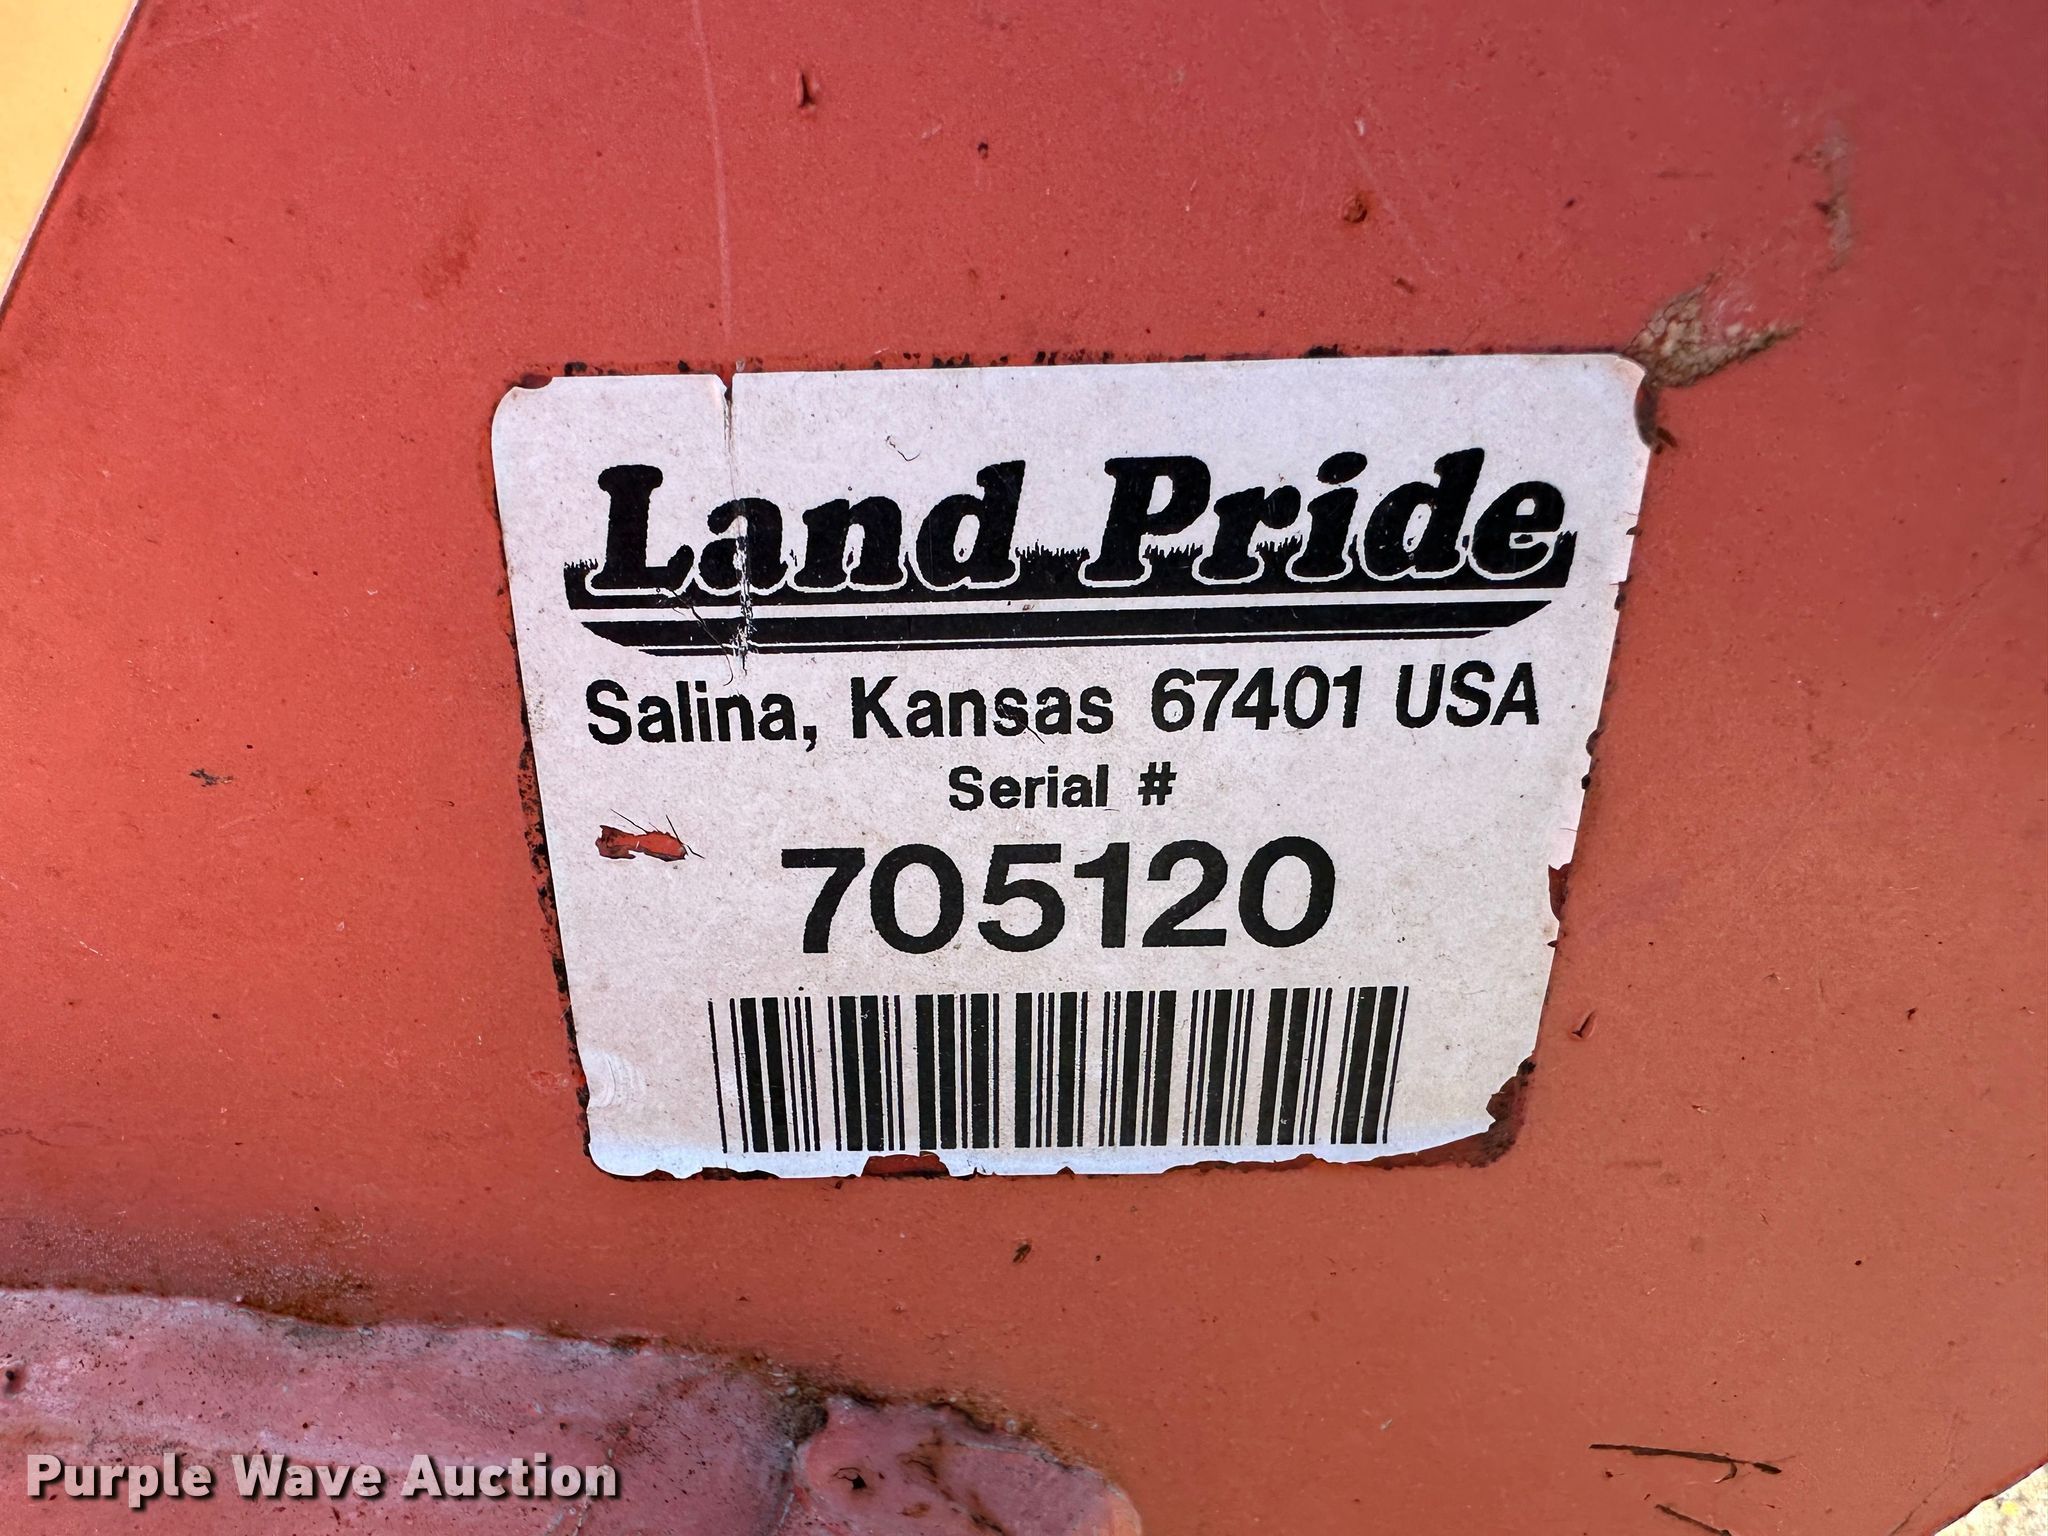 Land Pride
Salina, Kansas 67401 USA
Serial #
705120
Purple Wave Auction